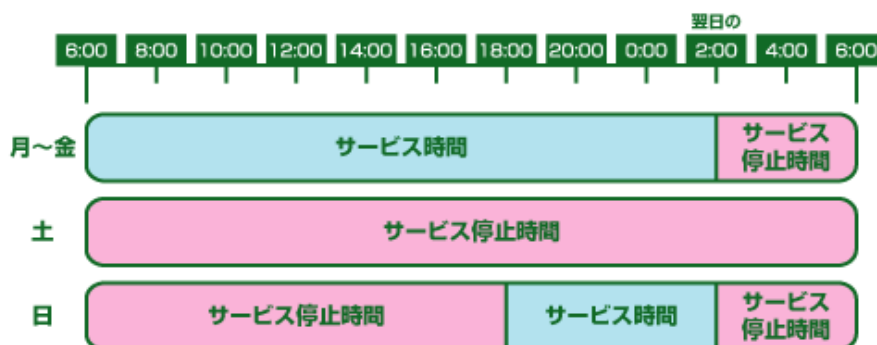 翌日の
6:00 8:00 10:00 12:00 14:00 16:00 18:00 20:00 0:00 2:00 4:00 6:00
月～金 サービス時間 サービス
停止時間
土 サービス停止時間
日 サービス停止時間 サービス時間 サービス
停止時間